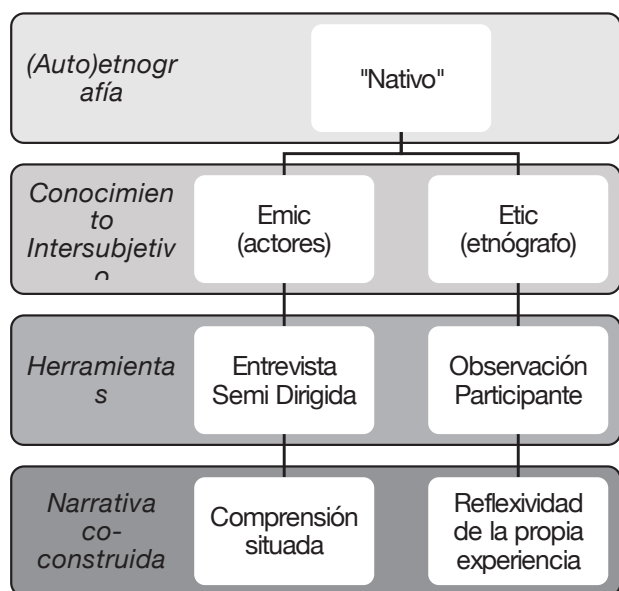 (Auto)etnogr
afía
"Nativo"
Conocimien
to
Intersubjetiv
o
Emic
(actores)
Etic
(etnógrafo)
Herramienta
s
Entrevista
Semi Dirigida
Observación
Participante
Narrativa
co-
construida
Comprensión
situada
Reflexividad
de la propia
experiencia